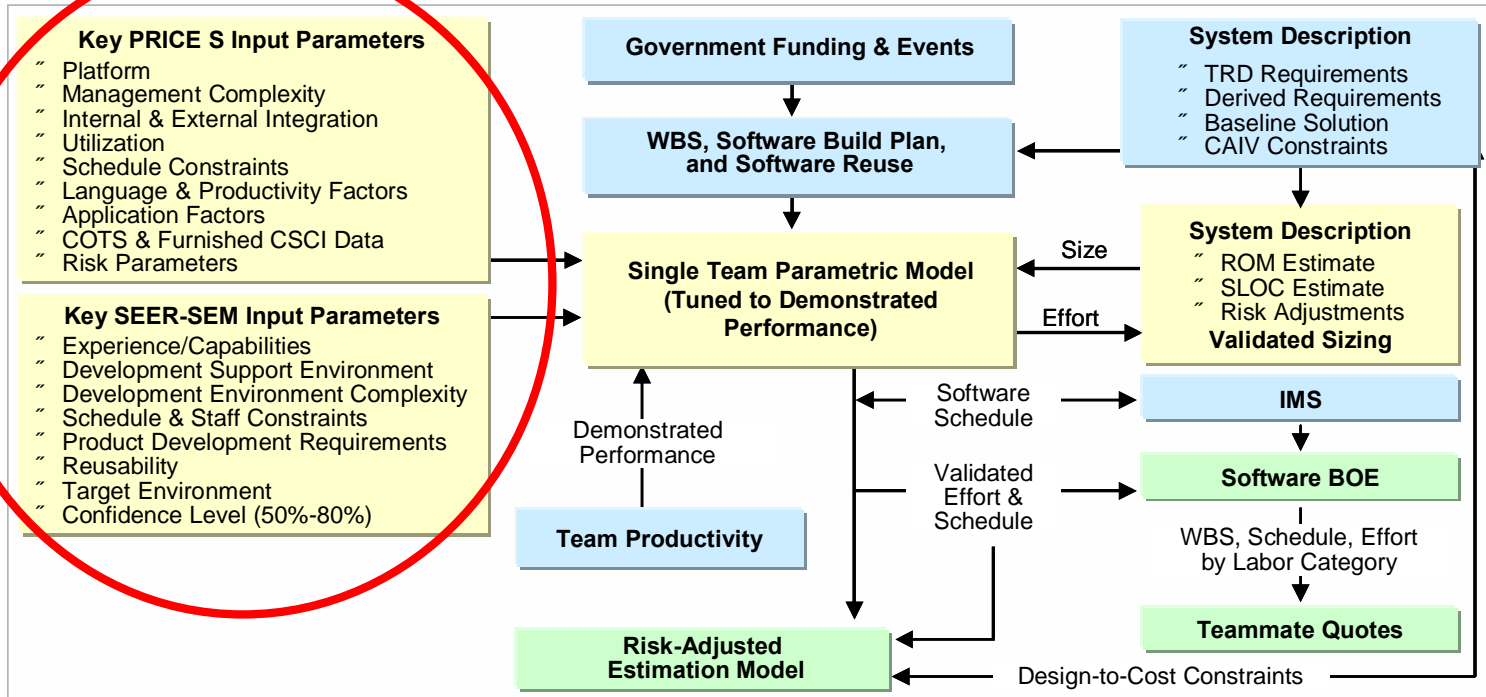 Key PRICE S Input Parameters
˝ Platform
˝ Management Complexity
˝ Internal & External Integration
˝ Utilization
˝ Schedule Constraints
˝ Language & Productivity Factors
˝ Application Factors
˝ COTS & Furnished CSCI Data
˝ Risk Parameters
Key SEER-SEM Input Parameters
˝ Experience/Capabilities
˝ Development Support Environment
˝ Development Environment Complexity
˝ Schedule & Staff Constraints
˝ Product Development Requirements
˝ Reusability
˝ Target Environment
˝ Confidence Level (50%-80%)
Government Funding & Events
WBS, Software Build Plan,
and Software Reuse
Single Team Parametric Model
(Tuned to Demonstrated
Performance)
Demonstrated
Performance
Team Productivity
Risk-Adjusted
Estimation Model
System Description
˝ TRD Requirements
˝ Derived Requirements
˝ Baseline Solution
˝ CAIV Constraints
Size
Effort
System Description
˝ ROM Estimate
˝ SLOC Estimate
˝ Risk Adjustments
Validated Sizing
Software
Schedule
IMS
Validated
Effort &
Schedule
Software BOE
WBS, Schedule, Effort
by Labor Category
Teammate Quotes
Design-to-Cost Constraints